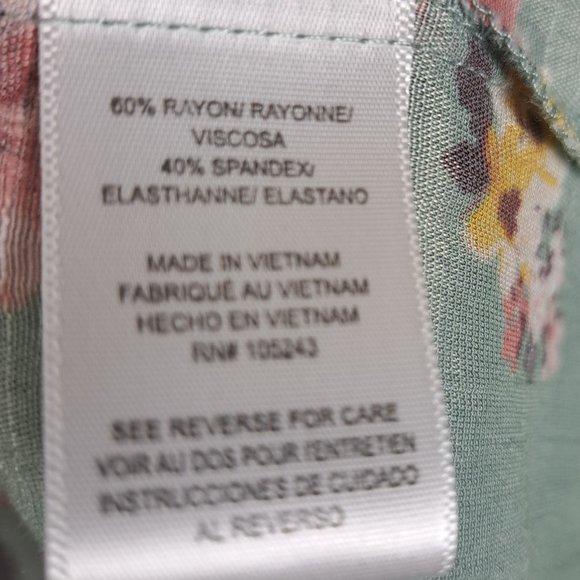 60% RAYON/ RAYONNE/
VISCOSA
40% SPANDEX/
ELASTHANNE/ ELASTANO
MADE IN VIETNAM
FABRIQUÉ AU VIETNAM
HECHO EN VIETNAM
RN# 105243
SEE REVERSE FOR CARE
VOIR AU DOS POUR l'ENTRETIEN
INSTRUCCIONES DE CUIDADO
AL REVERSO